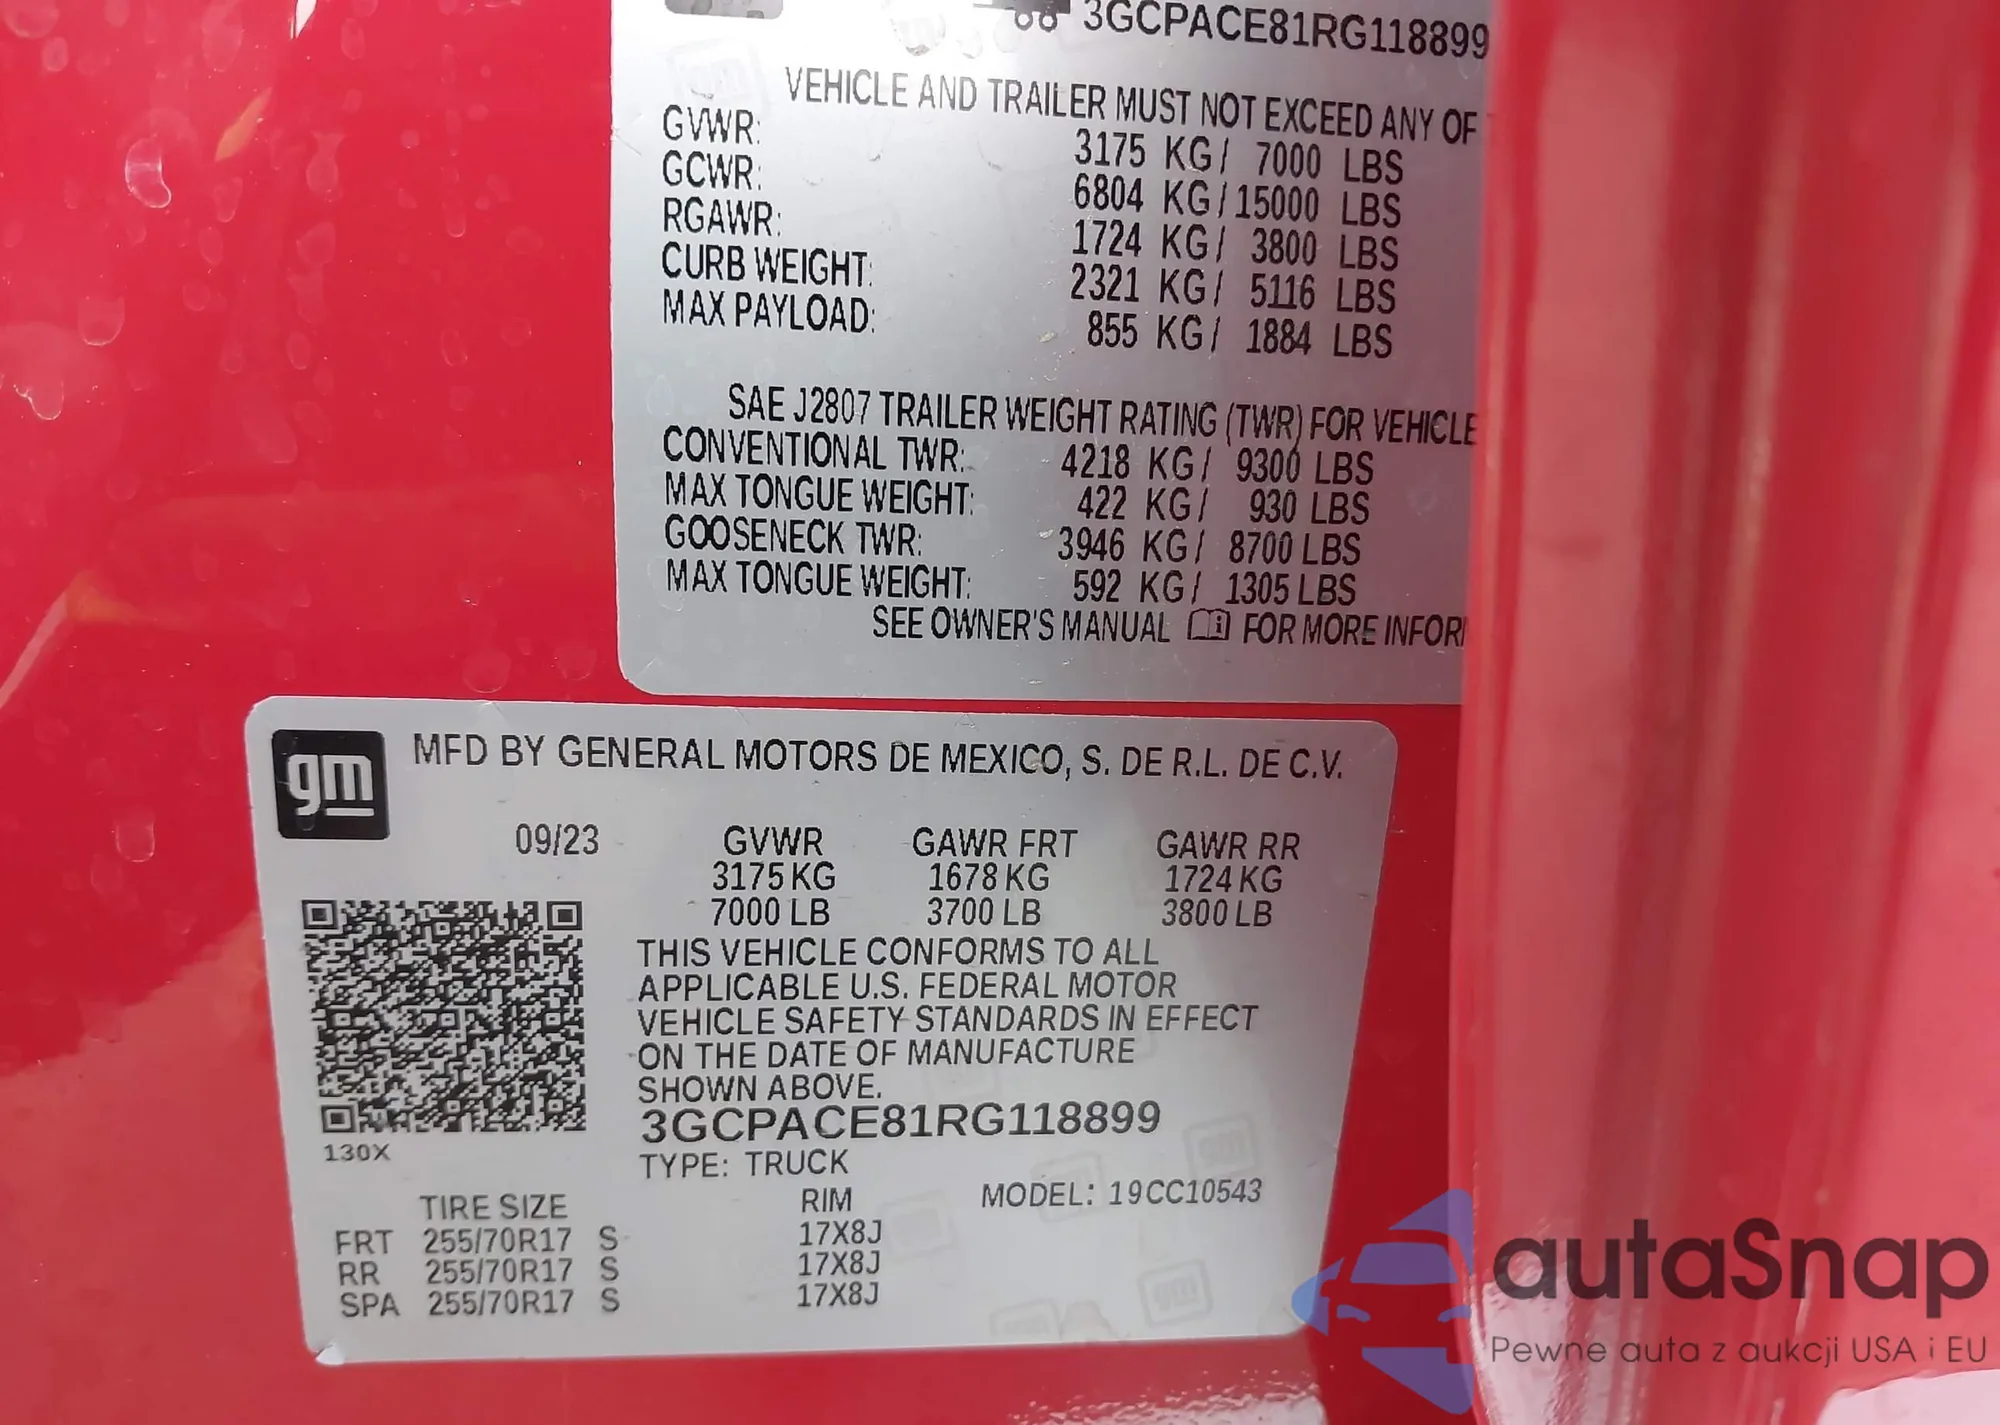 3GCPACE81RG118899
VEHICLE AND TRAILER MUST NOT EXCEED ANY OF
GVWR: 3175 KG/ 7000 LBS
GCWR: 6804 KG/15000 LBS
RGAWR: 1724 KG/ 3800 LBS
CURB WEIGHT: 2321 KG/ 5116 LBS
MAX PAYLOAD: 855 KG/ 1884 LBS
SAE J2807 TRAILER WEIGHT RATING (TWR) FOR VEHICLE
CONVENTIONAL TWR: 4218 KG/ 9300 LBS
MAX TONGUE WEIGHT: 422 KG/ 930 LBS
GOOSENECK TWR: 3946 KG/ 8700 LBS
MAX TONGUE WEIGHT: 592 KG/ 1305 LBS
SEE OWNER'S MANUAL FOR MORE INFOR
gm
MFD BY GENERAL MOTORS DE MEXICO, S. DE R.L. DE C.V.
09/23 GVWR GAWR FRT GAWR RR
3175 KG 1678 KG 1724 KG
7000 LB 3700 LB 3800 LB
THIS VEHICLE CONFORMS TO ALL
APPLICABLE U.S. FEDERAL MOTOR
VEHICLE SAFETY STANDARDS IN EFFECT
ON THE DATE OF MANUFACTURE
SHOWN ABOVE.
3GCPACE81RG118899
130X
TYPE: TRUCK
TIRE SIZE RIM MODEL: 19CC10543
FRT 255/70R17 S 17X8J
RR 255/70R17 S 17X8J
SPA 255/70R17 S 17X8J
autaSnap
Pewne auta z aukcji USA i EU